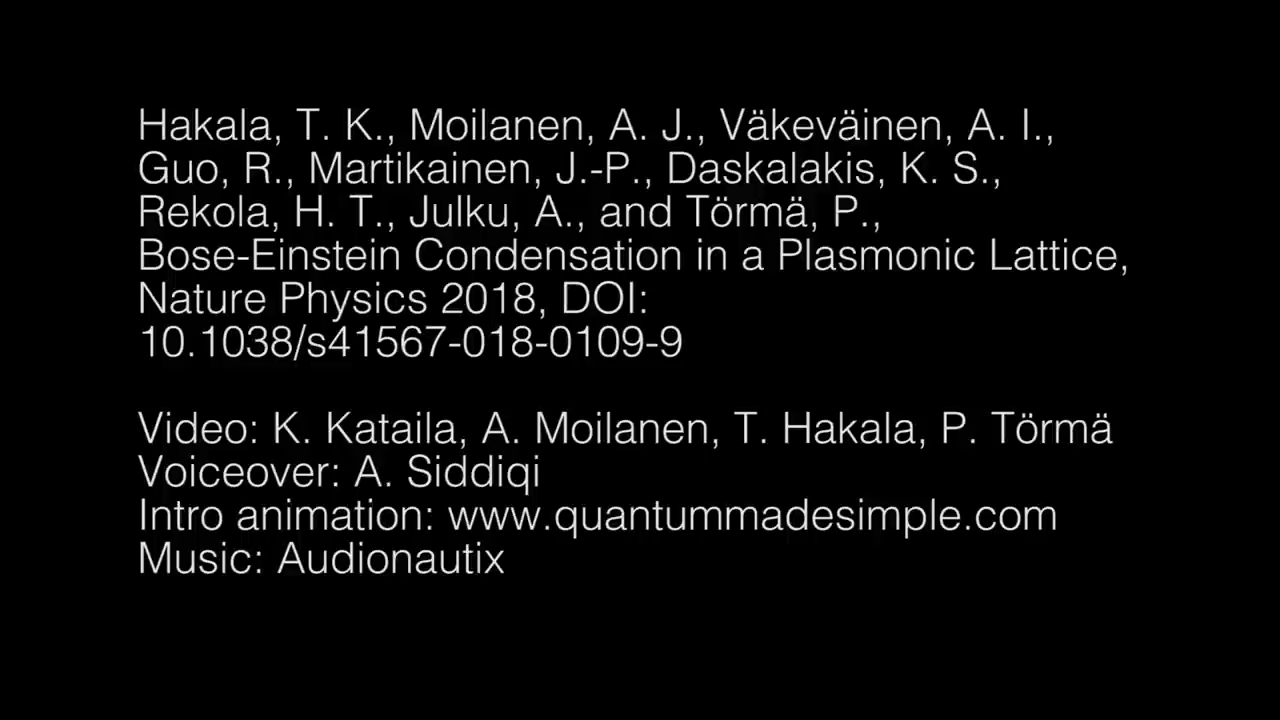 Hakala, T. K., Moilanen, A. J., Väkeväinen, A. I.,
Guo, R., Martikainen, J.-P., Daskalakis, K. S.,
Rekola, H. T., Julku, A., and Törmä, P.,
Bose-Einstein Condensation in a Plasmonic Lattice,
Nature Physics 2018, DOI:
10.1038/s41567-018-0109-9
Video: K. Kataila, A. Moilanen, T. Hakala, P. Törmä
Voiceover: A. Siddiqi
Intro animation: www.quantummadesimple.com
Music: Audionautix